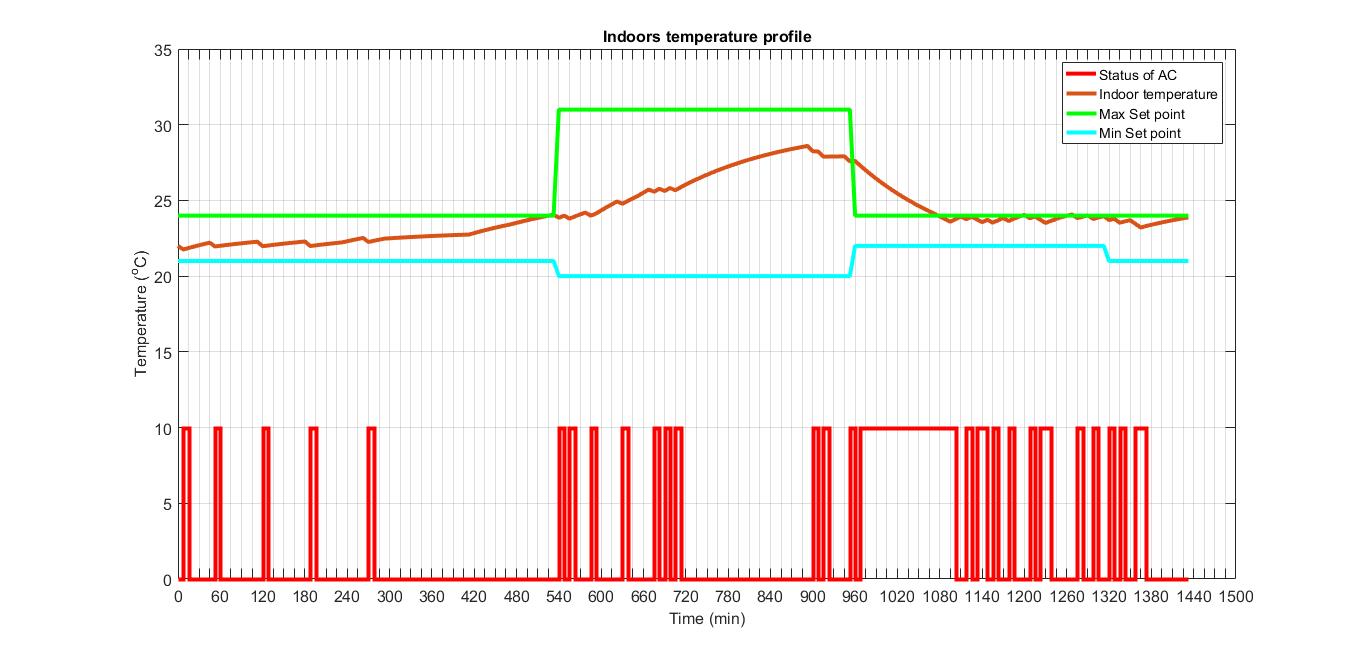 Indoors temperature profile
Status of AC
Indoor temperature
Max Set point
Min Set point
35
30
25
20
15
10
5
0
Temperature (°C)
0 60 120 180 240 300 360 420 480 540 600 660 720 780 840 900 960 1020 1080 1140 1200 1260 1320 1380 1440 1500
Time (min)